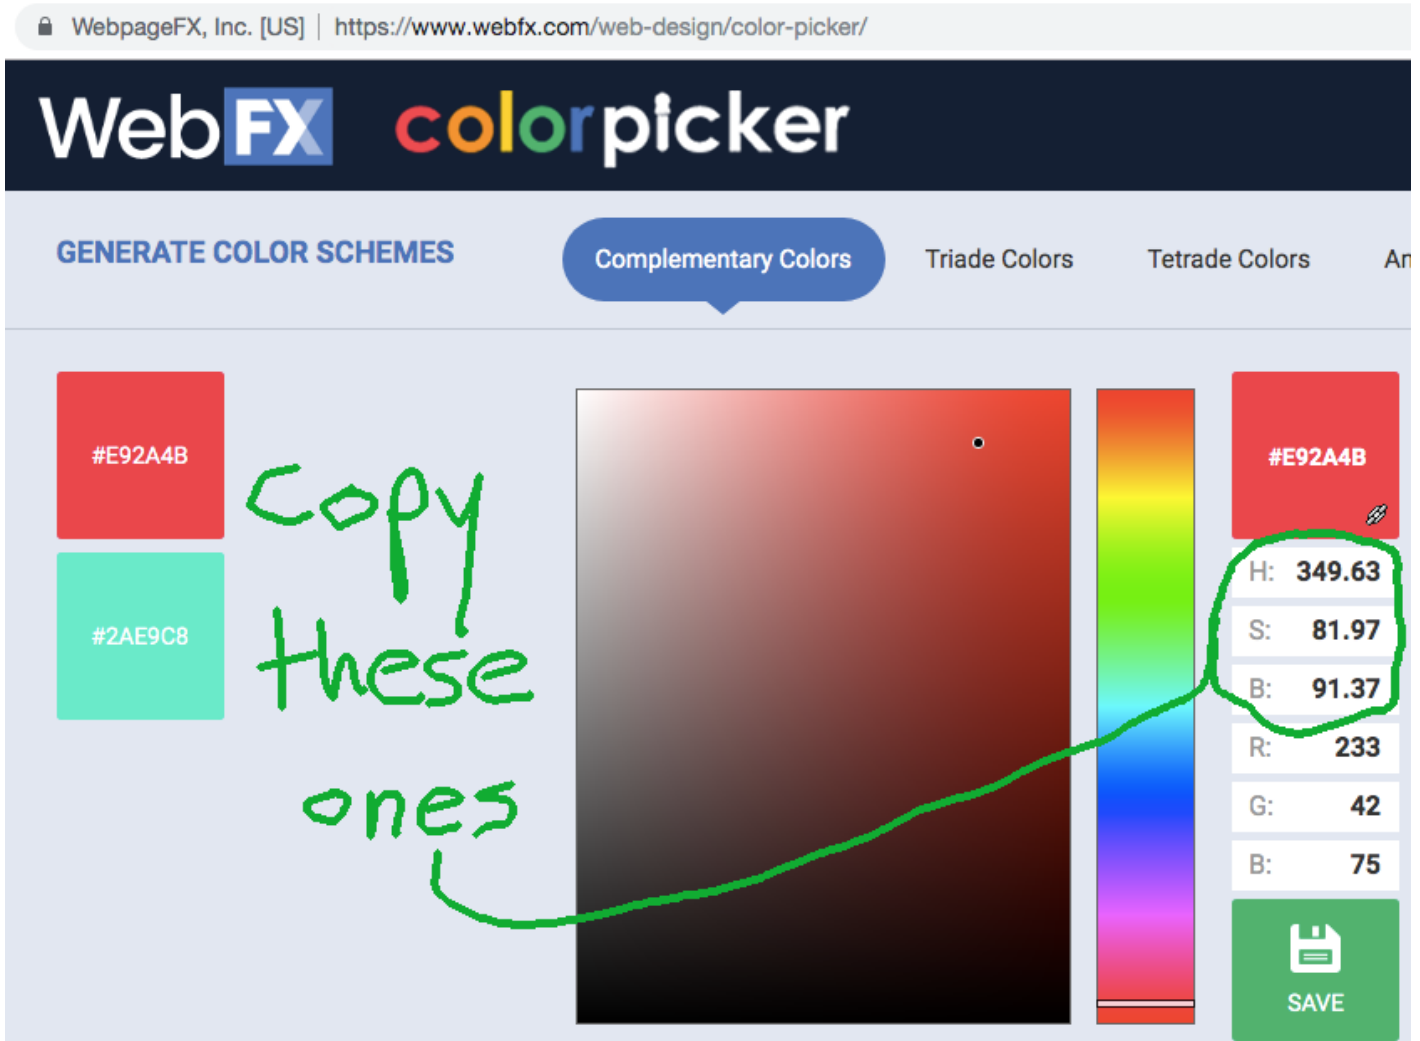 WebpageFX, Inc. [US] | https://www.webfx.com/web-design/color-picker/
WebFX colorpicker
GENERATE COLOR SCHEMES
Complementary Colors
Triade Colors
Tetrade Colors
An
#E92A4B
#2AE9C8
copy
these
ones
#E92A4B
H: 349.63
S: 81.97
B: 91.37
R: 233
G: 42
B: 75
SAVE